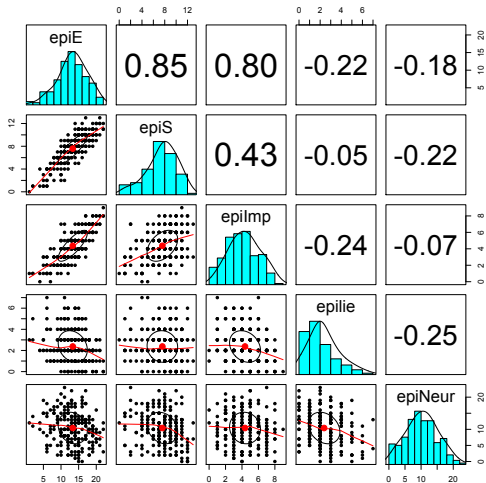 0 4 8 12
0 2 4 6
epiE
0.85
0.80
-0.22
-0.18
5 10 15 20
0 4 8 12
epiS
0.43
-0.05
-0.22
epiImp
-0.24
-0.07
0 2 4 6 8
0 2 4 6
epilie
-0.25
epiNeur
0 5 10 15 20
5 10 15 20
0 2 4 6 8
0 5 10 20